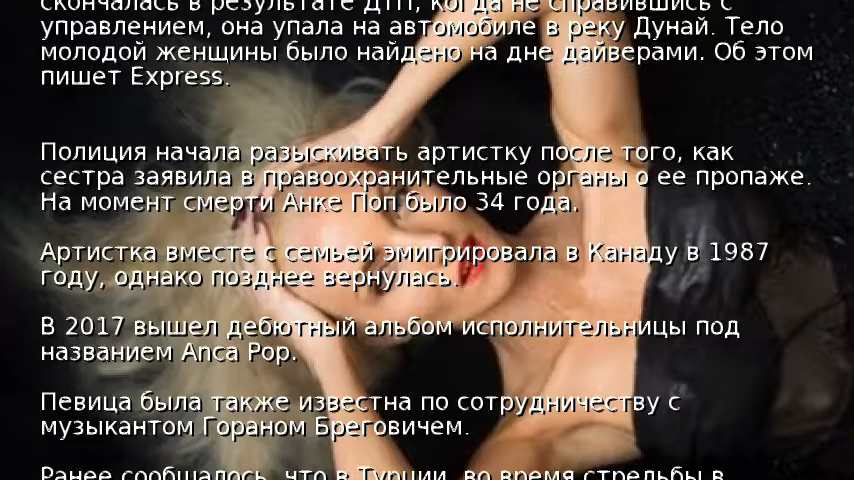 скончалась в результате ДТП, когда не справившись с
управлением, она упала на автомобиле в реку Дунай. Тело
молодой женщины было найдено на дне дайверами. Об этом
пишет Express.
Полиция начала разыскивать артистку после того, как
сестра заявила в правоохранительные органы о ее пропаже.
На момент смерти Анке Поп было 34 года.
Артистка вместе с семьей эмигрировала в Канаду в 1987
году, однако позднее вернулась.
В 2017 вышел дебютный альбом исполнительницы под
названием Anca Pop.
Певица была также известна по сотрудничеству с
музыкантом Гораном Бреговичем.
Ранее сообщалось, что в Турции, во время стрельбы в